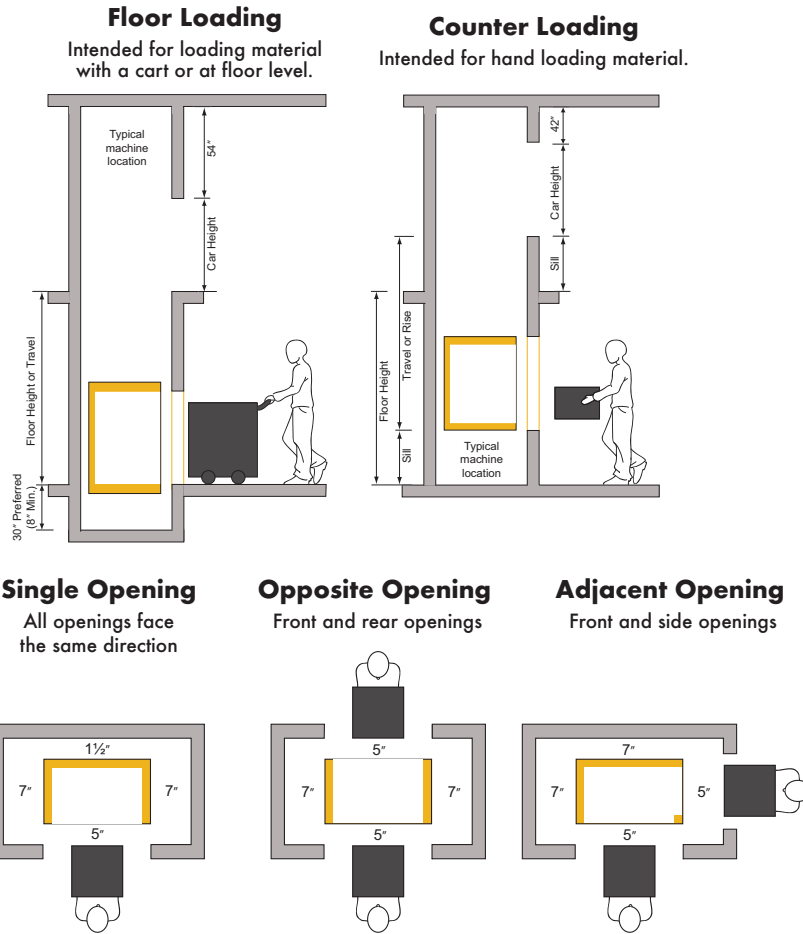 Floor Loading
Intended for loading material
with a cart or at floor level.
Typical
machine
location
54″
Car Height
Floor Height or Travel
30″ Preferred
(8″ Min.)
Counter Loading
Intended for hand loading material.
42″
Car Height
Sill
Travel or Rise
Floor Height
Sill
Typical
machine
location
Single Opening
All openings face
the same direction
1½″
7″
7″
5″
Opposite Opening
Front and rear openings
5″
7″
7″
5″
Adjacent Opening
Front and side openings
7″
7″
5″
5″